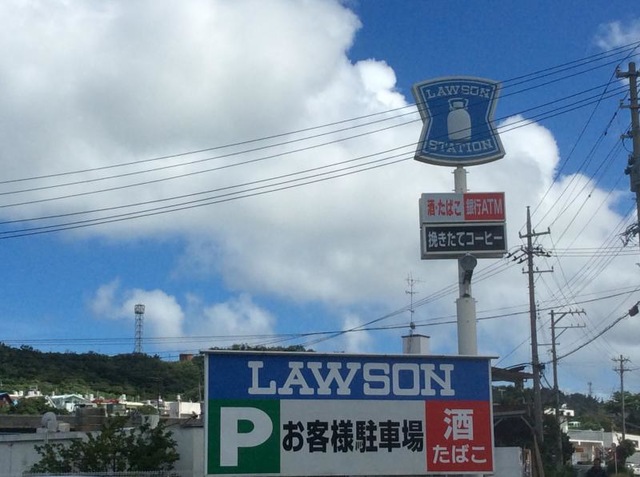 LAWSON
STATION
酒・たばこ 銀行ATM
挽きたてコーヒー
LAWSON
P お客様駐車場 酒
たばこ